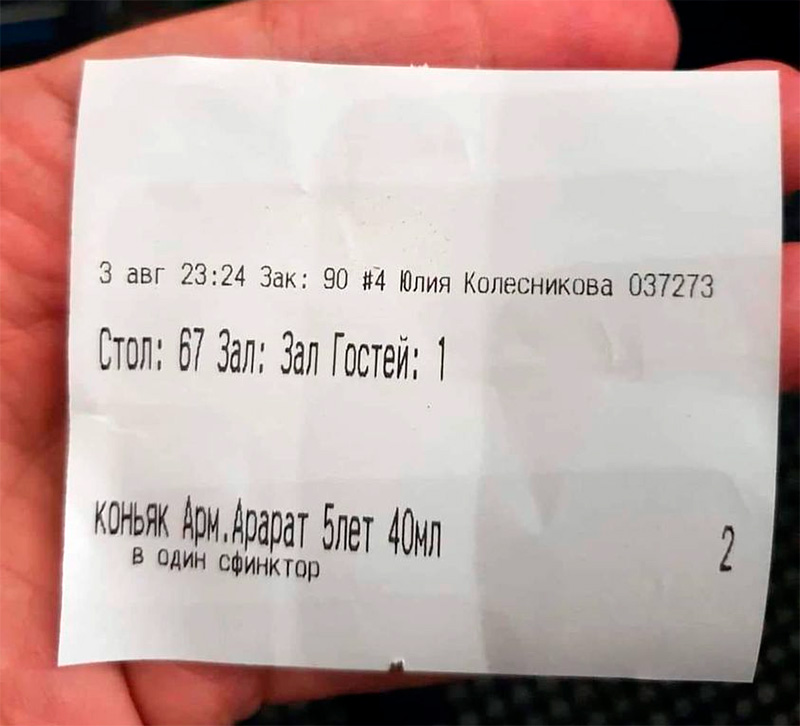 3 авг 23:24 Зак: 90 #4 Юлия Колесникова 037273
Стол: 67 Зал: Зал Гостей: 1
коньяк Арм.Арарат 5лет 40мл 2
в один сфинктор